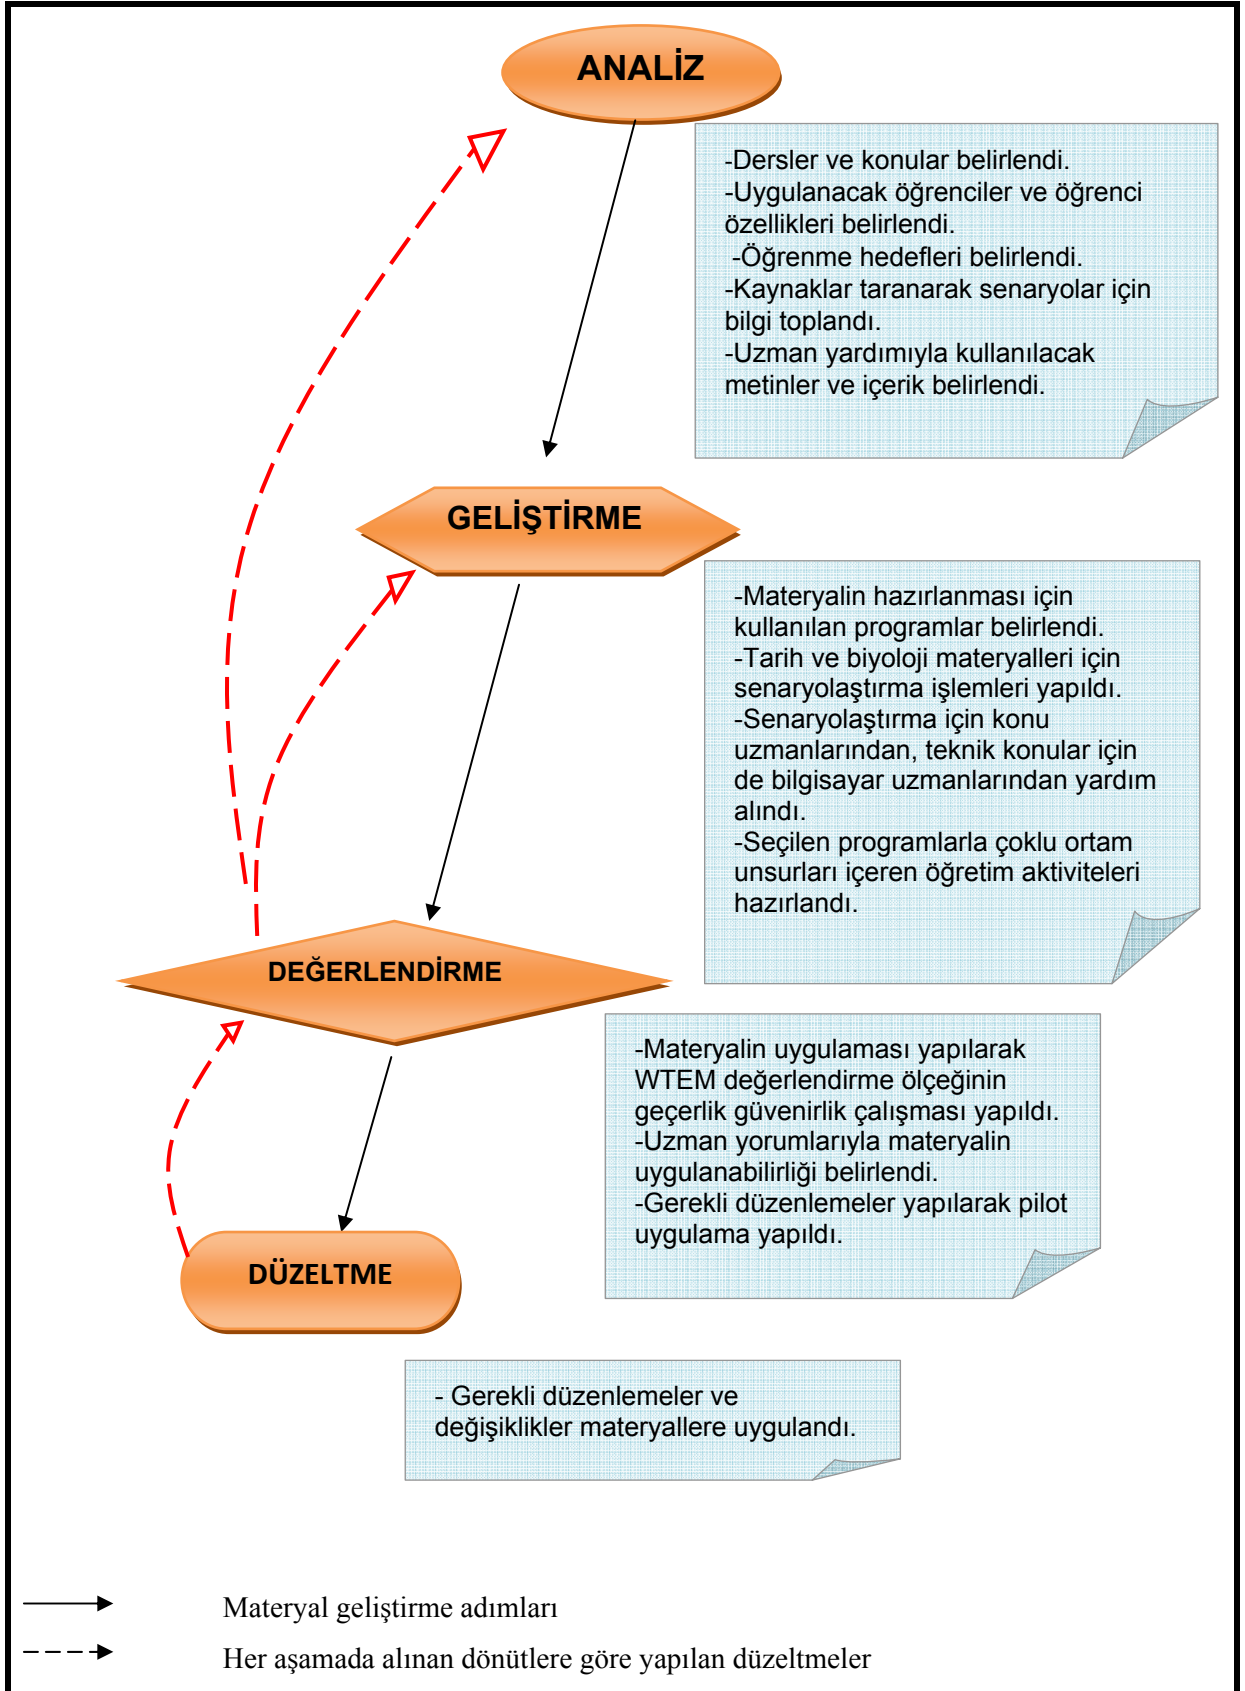 ANALİZ
-Dersler ve konular belirlendi.
-Uygulanacak öğrenciler ve öğrenci
özellikleri belirlendi.
-Öğrenme hedefleri belirlendi.
-Kaynaklar taranarak senaryolar için
bilgi toplandı.
-Uzman yardımıyla kullanılacak
metinler ve içerik belirlendi.
GELİŞTİRME
-Materyalin hazırlanması için
kullanılan programlar belirlendi.
-Tarih ve biyoloji materyalleri için
senaryolaştırma işlemleri yapıldı.
-Senaryolaştırma için konu
uzmanlarından, teknik konular için
de bilgisayar uzmanlarından yardım
alındı.
-Seçilen programlarla çoklu ortam
unsurları içeren öğretim aktiviteleri
hazırlandı.
DEĞERLENDİRME
-Materyalin uygulaması yapılarak
WTEM değerlendirme ölçeğinin
geçerlik güvenirlik çalışması yapıldı.
-Uzman yorumlarıyla materyalin
uygulanabilirliği belirlendi.
-Gerekli düzenlemeler yapılarak pilot
uygulama yapıldı.
DÜZELTME
- Gerekli düzenlemeler ve
değişiklikler materyallere uygulandı.
Materyal geliştirme adımları
Her aşamada alınan dönütlere göre yapılan düzeltmeler